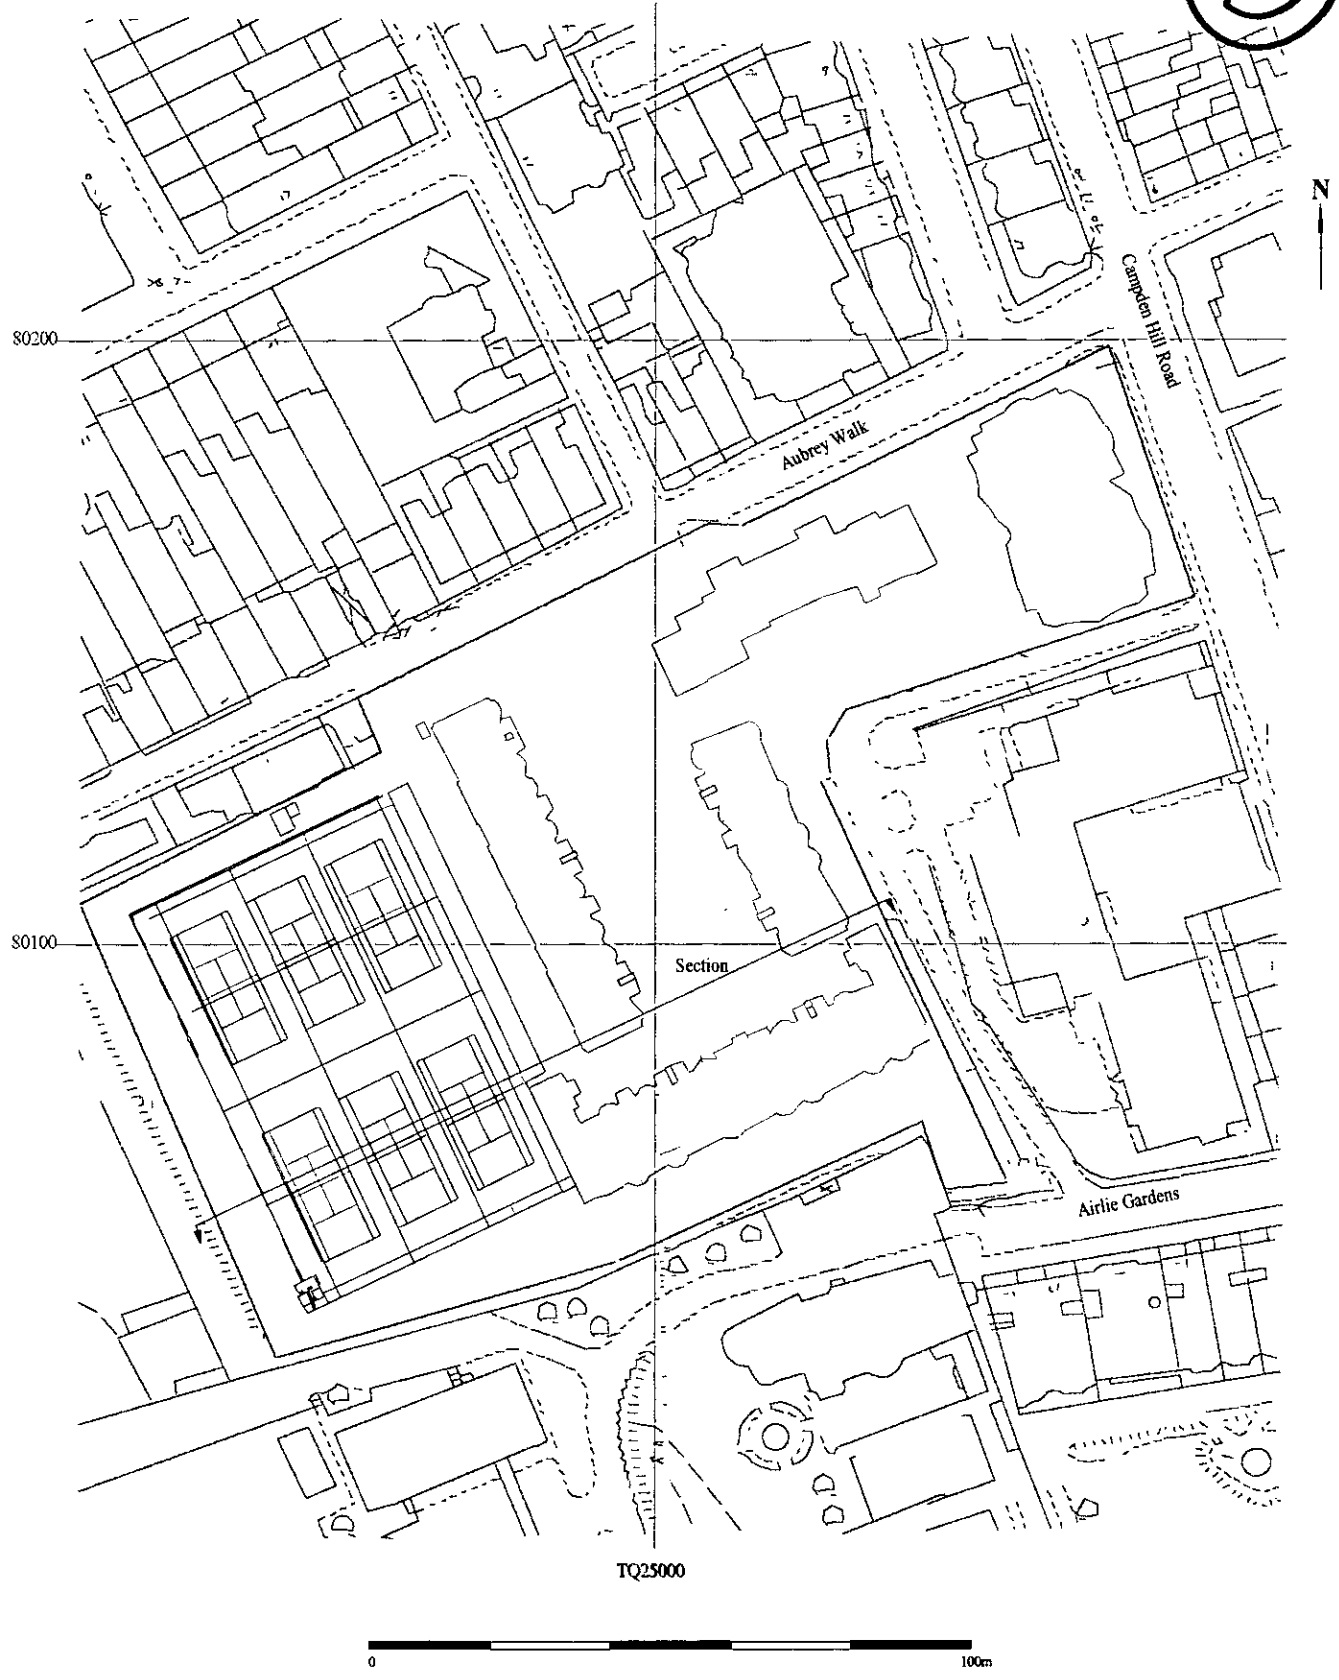 N
Campden Hill Road
80200
Aubrey Walk
80100
Section
Airlie Gardens
TQ25000
0 100m